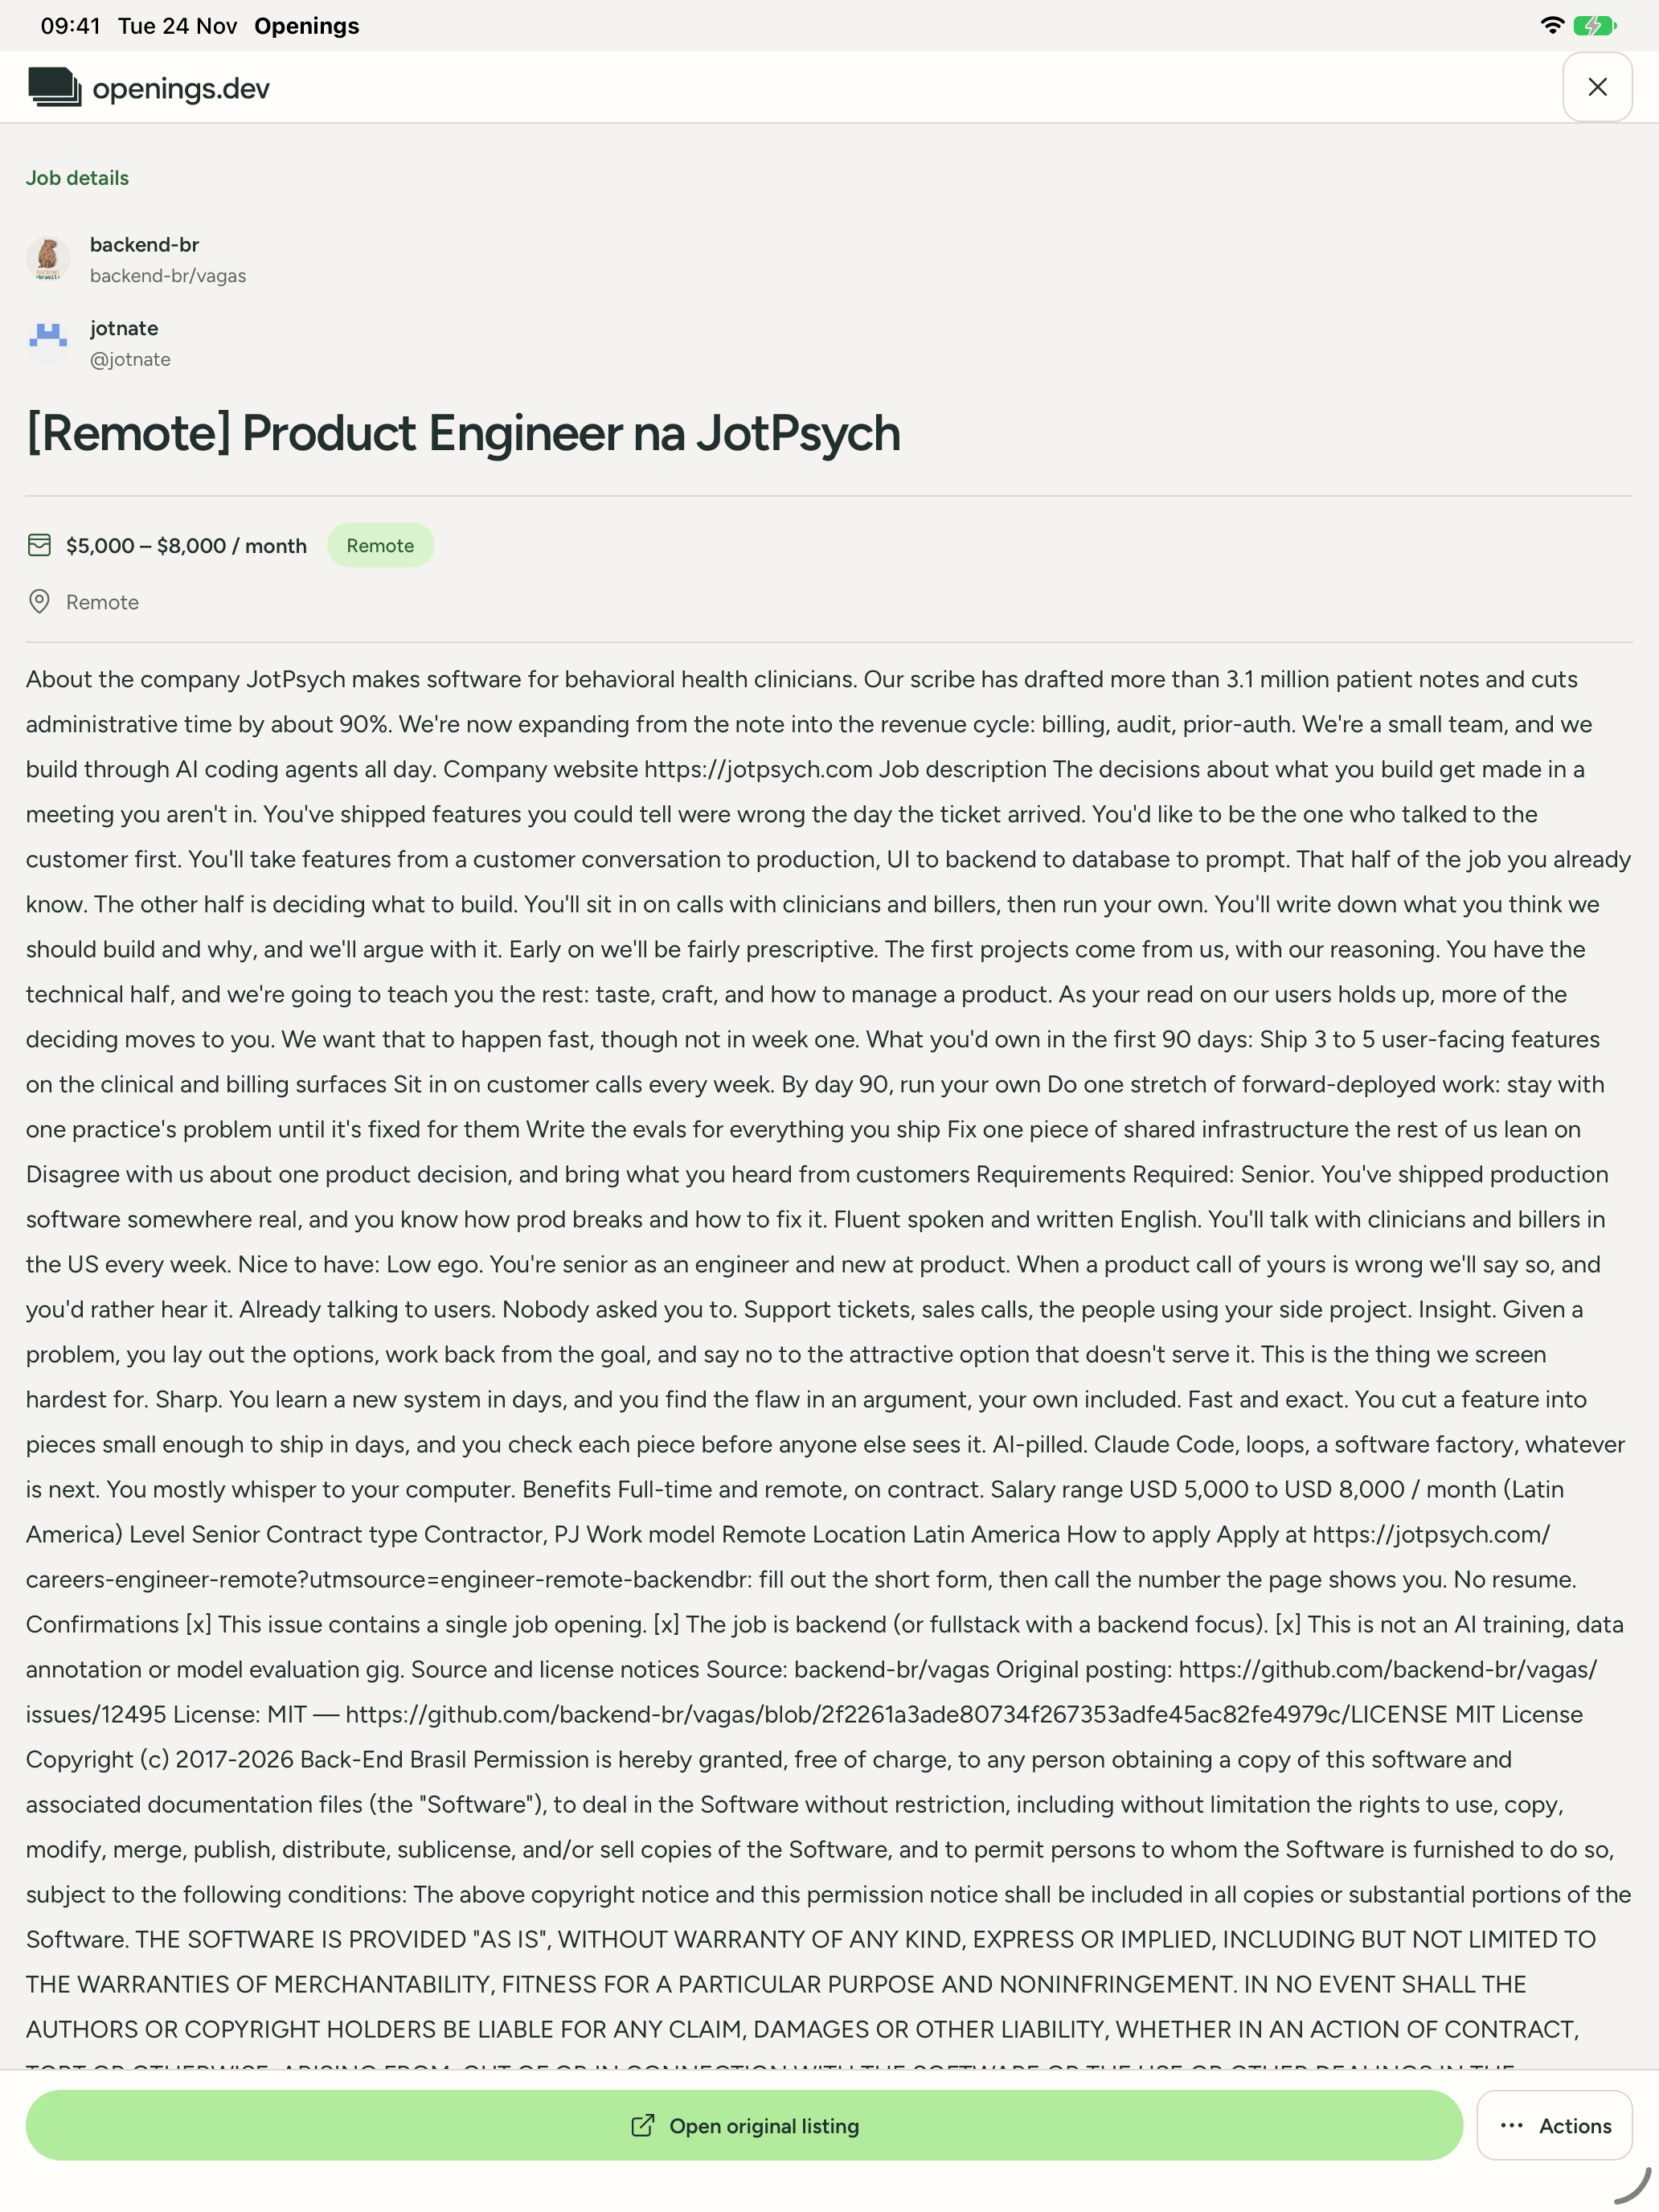 09:41 Tue 24 Nov Openings
openings.dev
Job details
backend-br
backend-br/vagas
jotnate
@jotnate
[Remote] Product Engineer na JotPsych
$5,000 – $8,000 / month Remote
Remote
About the company JotPsych makes software for behavioral health clinicians. Our scribe has drafted more than 3.1 million patient notes and cuts
administrative time by about 90%. We're now expanding from the note into the revenue cycle: billing, audit, prior-auth. We're a small team, and we
build through AI coding agents all day. Company website https://jotpsych.com Job description The decisions about what you build get made in a
meeting you aren't in. You've shipped features you could tell were wrong the day the ticket arrived. You'd like to be the one who talked to the
customer first. You'll take features from a customer conversation to production, UI to backend to database to prompt. That half of the job you already
know. The other half is deciding what to build. You'll sit in on calls with clinicians and billers, then run your own. You'll write down what you think we
should build and why, and we'll argue with it. Early on we'll be fairly prescriptive. The first projects come from us, with our reasoning. You have the
technical half, and we're going to teach you the rest: taste, craft, and how to manage a product. As your read on our users holds up, more of the
deciding moves to you. We want that to happen fast, though not in week one. What you'd own in the first 90 days: Ship 3 to 5 user-facing features
on the clinical and billing surfaces Sit in on customer calls every week. By day 90, run your own Do one stretch of forward-deployed work: stay with
one practice's problem until it's fixed for them Write the evals for everything you ship Fix one piece of shared infrastructure the rest of us lean on
Disagree with us about one product decision, and bring what you heard from customers Requirements Required: Senior. You've shipped production
software somewhere real, and you know how prod breaks and how to fix it. Fluent spoken and written English. You'll talk with clinicians and billers in
the US every week. Nice to have: Low ego. You're senior as an engineer and new at product. When a product call of yours is wrong we'll say so, and
you'd rather hear it. Already talking to users. Nobody asked you to. Support tickets, sales calls, the people using your side project. Insight. Given a
problem, you lay out the options, work back from the goal, and say no to the attractive option that doesn't serve it. This is the thing we screen
hardest for. Sharp. You learn a new system in days, and you find the flaw in an argument, your own included. Fast and exact. You cut a feature into
pieces small enough to ship in days, and you check each piece before anyone else sees it. AI-pilled. Claude Code, loops, a software factory, whatever
is next. You mostly whisper to your computer. Benefits Full-time and remote, on contract. Salary range USD 5,000 to USD 8,000 / month (Latin
America) Level Senior Contract type Contractor, PJ Work model Remote Location Latin America How to apply Apply at https://jotpsych.com/
careers-engineer-remote?utmsource=engineer-remote-backendbr: fill out the short form, then call the number the page shows you. No resume.
Confirmations [x] This issue contains a single job opening. [x] The job is backend (or fullstack with a backend focus). [x] This is not an AI training, data
annotation or model evaluation gig. Source and license notices Source: backend-br/vagas Original posting: https://github.com/backend-br/vagas/
issues/12495 License: MIT — https://github.com/backend-br/vagas/blob/2f2261a3ade80734f267353adfe45ac82fe4979c/LICENSE MIT License
Copyright (c) 2017-2026 Back-End Brasil Permission is hereby granted, free of charge, to any person obtaining a copy of this software and
associated documentation files (the "Software"), to deal in the Software without restriction, including without limitation the rights to use, copy,
modify, merge, publish, distribute, sublicense, and/or sell copies of the Software, and to permit persons to whom the Software is furnished to do so,
subject to the following conditions: The above copyright notice and this permission notice shall be included in all copies or substantial portions of the
Software. THE SOFTWARE IS PROVIDED "AS IS", WITHOUT WARRANTY OF ANY KIND, EXPRESS OR IMPLIED, INCLUDING BUT NOT LIMITED TO
THE WARRANTIES OF MERCHANTABILITY, FITNESS FOR A PARTICULAR PURPOSE AND NONINFRINGEMENT. IN NO EVENT SHALL THE
AUTHORS OR COPYRIGHT HOLDERS BE LIABLE FOR ANY CLAIM, DAMAGES OR OTHER LIABILITY, WHETHER IN AN ACTION OF CONTRACT,
TORT OR OTHERWISE, ARISING FROM, OUT OF OR IN CONNECTION WITH THE SOFTWARE OR THE USE OR OTHER DEALINGS IN THE
Open original listing
Actions